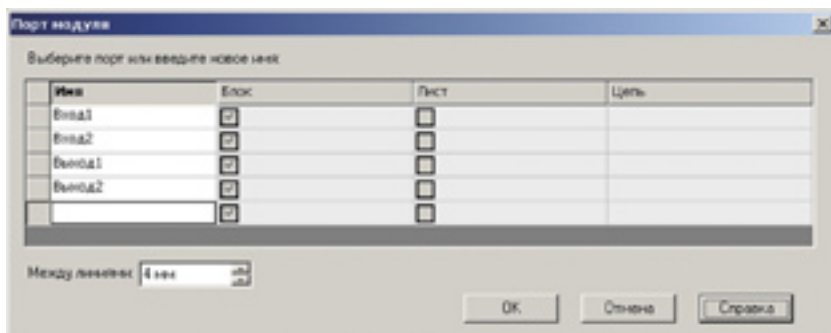 Порт модуля
Выберите порт или введите новое имя:
Имя Блок Лист Цепь
Вход1
Вход2
Выход1
Выход2
Между линиями: 4 мм
OK Отмена Справка